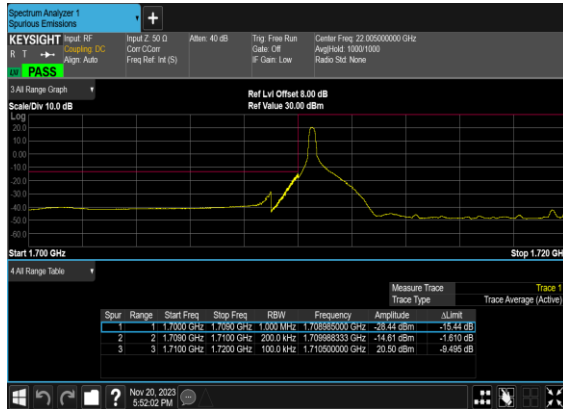 Spectrum Analyzer 1
Spurious Emissions
+
KEYSIGHT Input: RF Input Z: 50 Ω Atten: 40 dB Trig: Free Run Center Freq: 22.005000000 GHz
R T Coupling: DC Corr CCorr Gate: Off Avg|Hold: 1000/1000
Align: Auto Freq Ref: Int (S) IF Gain: Low Radio Std: None
PASS
3 All Range Graph
Ref Lvl Offset 8.00 dB
Scale/Div 10.0 dB Ref Value 30.00 dBm
Log
20.0
10.0
0.00
-10.0
-20.0
-30.0
-40.0
-50.0
-60.0
Start 1.700 GHz Stop 1.720 GHz
4 All Range Table
Measure Trace Trace 1
Trace Type Trace Average (Active)
Spur Range Start Freq Stop Freq RBW Frequency Amplitude ΔLimit
1 1 1.7000 GHz 1.7090 GHz 1.000 MHz 1.708985000 GHz -28.44 dBm -15.44 dB
2 2 1.7090 GHz 1.7100 GHz 200.0 kHz 1.709988333 GHz -14.61 dBm -1.610 dB
3 3 1.7100 GHz 1.7200 GHz 100.0 kHz 1.710500000 GHz 20.50 dBm -9.495 dB
? Nov 20, 2023
5:52:02 PM